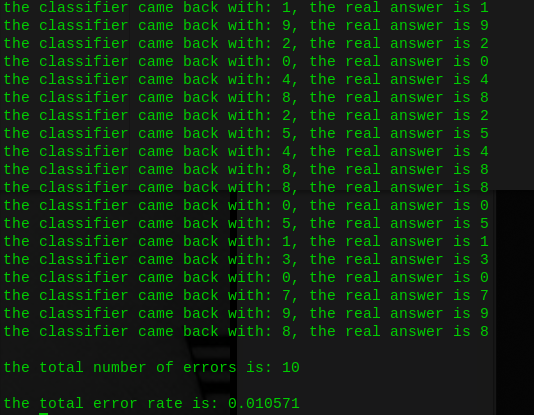 the classifier came back with: 1, the real answer is 1
the classifier came back with: 9, the real answer is 9
the classifier came back with: 2, the real answer is 2
the classifier came back with: 0, the real answer is 0
the classifier came back with: 4, the real answer is 4
the classifier came back with: 8, the real answer is 8
the classifier came back with: 2, the real answer is 2
the classifier came back with: 5, the real answer is 5
the classifier came back with: 4, the real answer is 4
the classifier came back with: 8, the real answer is 8
the classifier came back with: 8, the real answer is 8
the classifier came back with: 0, the real answer is 0
the classifier came back with: 5, the real answer is 5
the classifier came back with: 1, the real answer is 1
the classifier came back with: 3, the real answer is 3
the classifier came back with: 0, the real answer is 0
the classifier came back with: 7, the real answer is 7
the classifier came back with: 9, the real answer is 9
the classifier came back with: 8, the real answer is 8
the total number of errors is: 10
the total error rate is: 0.010571